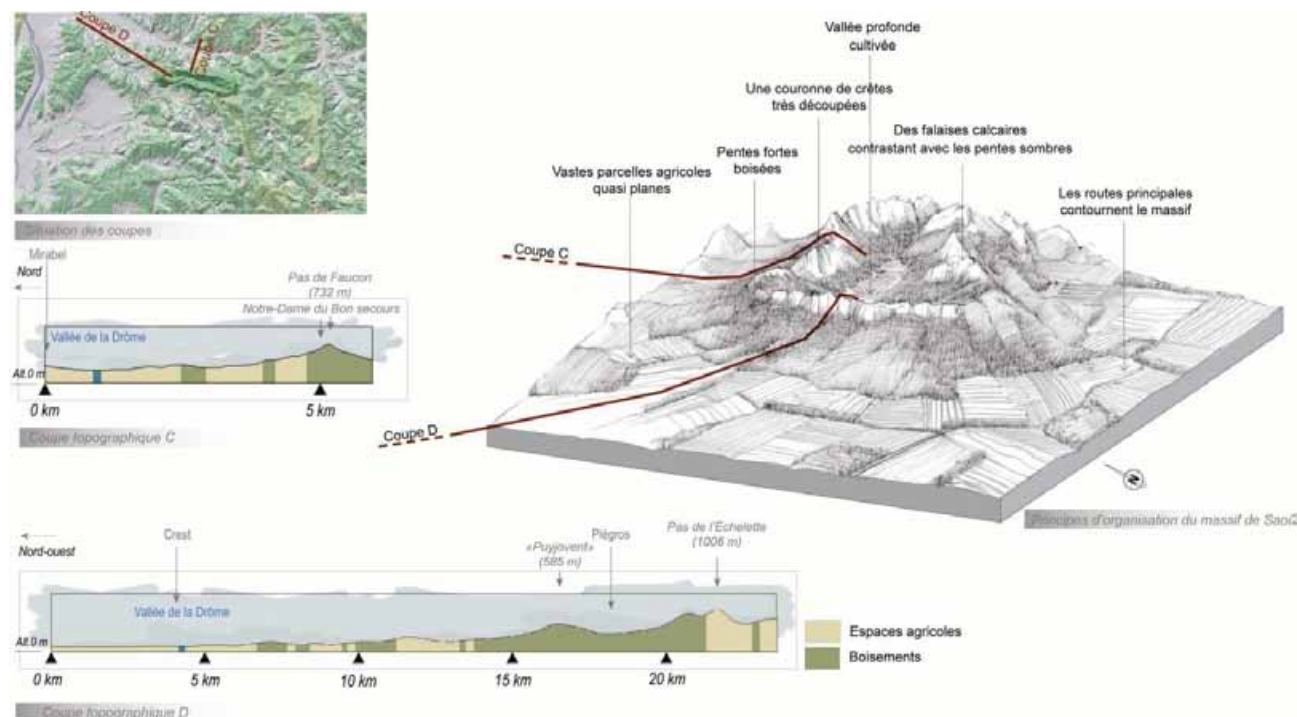 Coupe D
Coupe C
Situation des coupes
Vallée profonde
cultivée
Une couronne de crêtes
très découpées
Des falaises calcaires
contrastant avec les pentes sombres
Pentes fortes
boisées
Vastes parcelles agricoles
quasi planes
Les routes principales
contournent le massif
Coupe C
Coupe D
N
Principes d'organisation du massif de Saoû
Mirabel
Nord
Pas de Faucon
(732 m)
Notre-Dame du Bon secours
Vallée de la Drôme
Alt.0 m
0 km
5 km
Coupe topographique C
Nord-ouest
Crest
«Puyjovent»
(585 m)
Piégros
Pas de l'Echelette
(1006 m)
Vallée de la Drôme
Alt.0 m
0 km
5 km
10 km
15 km
20 km
Espaces agricoles
Boisements
Coupe topographique D